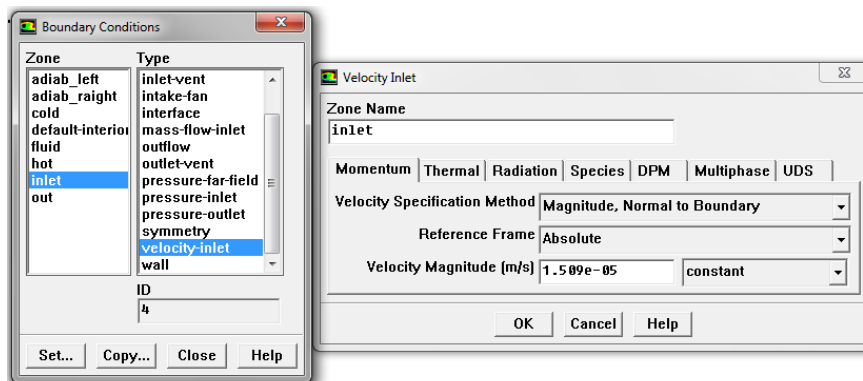 Boundary Conditions
Zone
adiab_left
adiab_raight
cold
default-interior
fluid
hot
inlet
out
Type
inlet-vent
intake-fan
interface
mass-flow-inlet
outflow
outlet-vent
pressure-far-field
pressure-inlet
pressure-outlet
symmetry
velocity-inlet
wall
ID
4
Set... Copy... Close Help
Velocity Inlet
Zone Name
inlet
Momentum Thermal Radiation Species DPM Multiphase UDS
Velocity Specification Method Magnitude, Normal to Boundary
Reference Frame Absolute
Velocity Magnitude (m/s) 1.509e-05 constant
OK Cancel Help